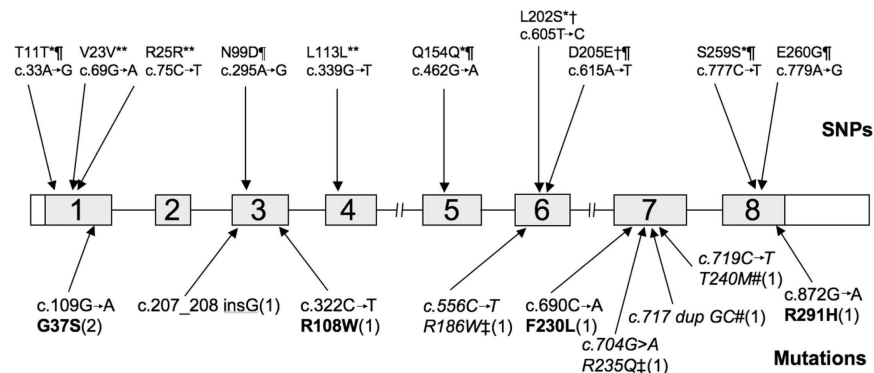 L202S*†
c.605T→C
T11T*¶ V23V** R25R** N99D¶ L113L** Q154Q*¶ D205E†¶ S259S*¶ E260G¶
c.33A→G c.69G→A c.75C→T c.295A→G c.339G→T c.462G→A c.615A→T c.777C→T c.779A→G
SNPs
1 2 3 4 5 6 7 8
c.719C→T
T240M#(1)
c.109G→A c.207_208 insG(1) c.322C→T c.556C→T c.690C→A c.717 dup GC#(1) c.872G→A
G37S(2) R108W(1) R186W‡(1) F230L(1) R291H(1)
c.704G>A
R235Q‡(1)
Mutations